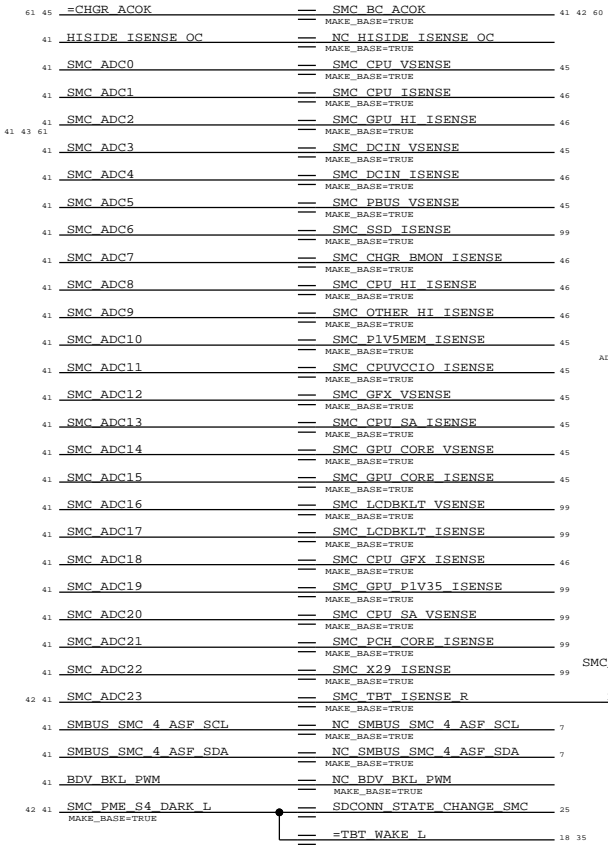 61 45 =CHGR_ACOK SMC_BC_ACOK 41 42 60
MAKE_BASE=TRUE
41 HISIDE_ISENSE_OC NC_HISIDE_ISENSE_OC
MAKE_BASE=TRUE
41 SMC_ADC0 SMC_CPU_VSENSE 45
MAKE_BASE=TRUE
41 SMC_ADC1 SMC_CPU_ISENSE 46
MAKE_BASE=TRUE
41 SMC_ADC2 SMC_GPU_HI_ISENSE 46
41 43 61 MAKE_BASE=TRUE
41 SMC_ADC3 SMC_DCIN_VSENSE 45
MAKE_BASE=TRUE
41 SMC_ADC4 SMC_DCIN_ISENSE 46
MAKE_BASE=TRUE
41 SMC_ADC5 SMC_PBUS_VSENSE 45
MAKE_BASE=TRUE
41 SMC_ADC6 SMC_SSD_ISENSE 99
MAKE_BASE=TRUE
41 SMC_ADC7 SMC_CHGR_BMON_ISENSE 46
MAKE_BASE=TRUE
41 SMC_ADC8 SMC_CPU_HI_ISENSE 46
MAKE_BASE=TRUE
41 SMC_ADC9 SMC_OTHER_HI_ISENSE 46
MAKE_BASE=TRUE
41 SMC_ADC10 SMC_P1V5MEM_ISENSE 45
MAKE_BASE=TRUE
AD
41 SMC_ADC11 SMC_CPUVCCIO_ISENSE 45
MAKE_BASE=TRUE
41 SMC_ADC12 SMC_GFX_VSENSE 45
MAKE_BASE=TRUE
41 SMC_ADC13 SMC_CPU_SA_ISENSE 45
MAKE_BASE=TRUE
41 SMC_ADC14 SMC_GPU_CORE_VSENSE 45
MAKE_BASE=TRUE
41 SMC_ADC15 SMC_GPU_CORE_ISENSE 45
MAKE_BASE=TRUE
41 SMC_ADC16 SMC_LCDBKLT_VSENSE 99
MAKE_BASE=TRUE
41 SMC_ADC17 SMC_LCDBKLT_ISENSE 99
MAKE_BASE=TRUE
41 SMC_ADC18 SMC_CPU_GFX_ISENSE 46
MAKE_BASE=TRUE
41 SMC_ADC19 SMC_GPU_P1V35_ISENSE 99
MAKE_BASE=TRUE
41 SMC_ADC20 SMC_CPU_SA_VSENSE 99
MAKE_BASE=TRUE
41 SMC_ADC21 SMC_PCH_CORE_ISENSE 99
MAKE_BASE=TRUE
41 SMC_ADC22 SMC_X29_ISENSE 99 SMC_
MAKE_BASE=TRUE
42 41 SMC_ADC23 SMC_TBT_ISENSE_R
MAKE_BASE=TRUE
41 SMBUS_SMC_4_ASF_SCL NC_SMBUS_SMC_4_ASF_SCL 7
MAKE_BASE=TRUE
41 SMBUS_SMC_4_ASF_SDA NC_SMBUS_SMC_4_ASF_SDA 7
MAKE_BASE=TRUE
41 BDV_BKL_PWM NC_BDV_BKL_PWM
MAKE_BASE=TRUE
42 41 SMC_PME_S4_DARK_L SDCONN_STATE_CHANGE_SMC 25
MAKE_BASE=TRUE
=TBT_WAKE_L 18 35